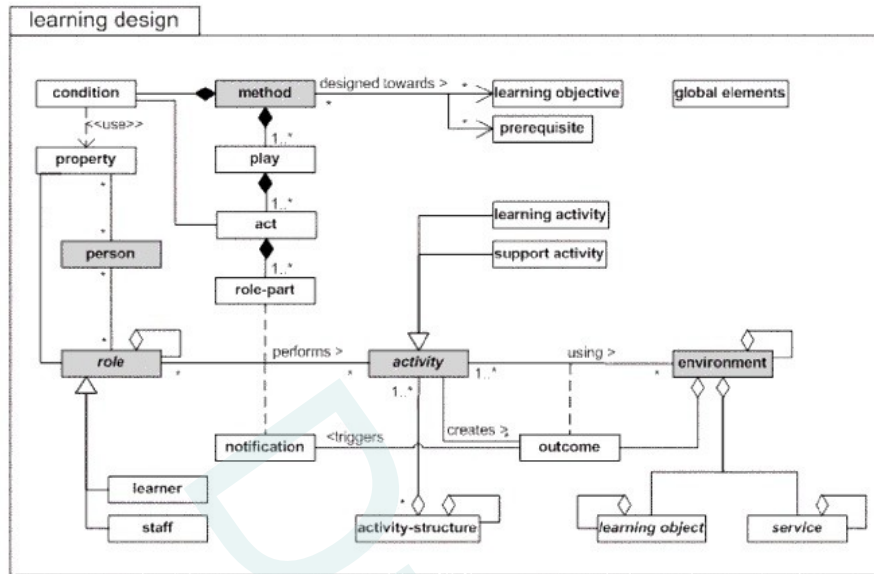 learning design
condition
method
designed towards >
*
*
learning objective
global elements
<<use>>
1..*
*
prerequisite
property
play
*
1..*
learning activity
*
act
person
support activity
*
1..*
role-part
*
performs >
using >
role
activity
environment
*
*
1..*
1..*
*
notification
<triggers
creates >
*
outcome
learner
*
staff
activity-structure
learning object
service